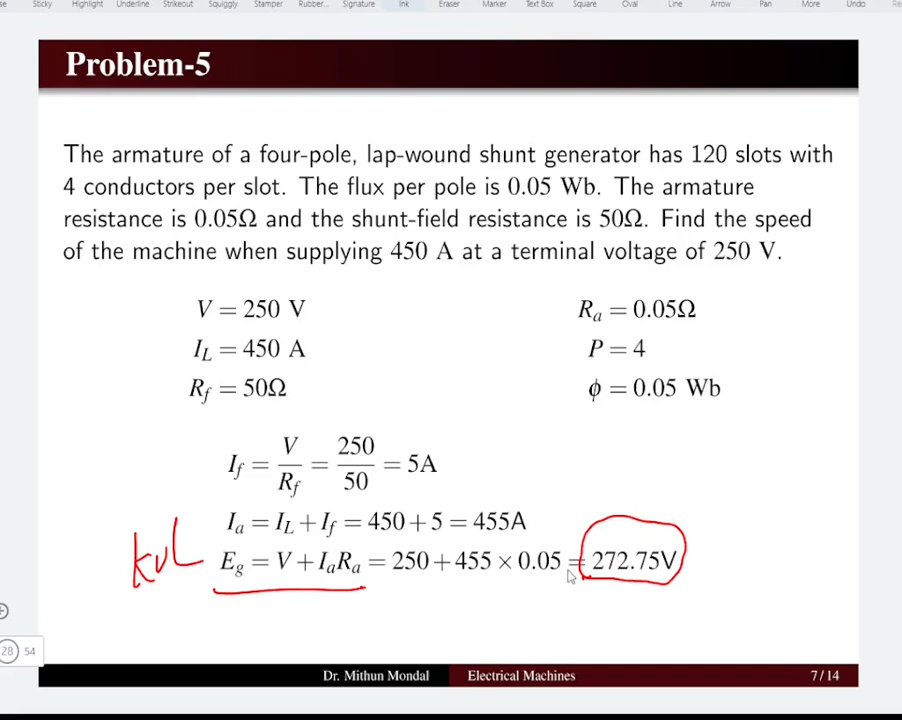 Sticky Highlight Underline Strikeout Squiggly Stamper Rubber... Signature Ink Eraser Marker Text Box Square Oval Line Arrow Pan More Undo
Problem-5
The armature of a four-pole, lap-wound shunt generator has 120 slots with
4 conductors per slot. The flux per pole is 0.05 Wb. The armature
resistance is 0.05Ω and the shunt-field resistance is 50Ω. Find the speed
of the machine when supplying 450 A at a terminal voltage of 250 V.
V = 250 V
I_L = 450 A
R_f = 50Ω
R_a = 0.05Ω
P = 4
ϕ = 0.05 Wb
I_f = V/R_f = 250/50 = 5A
I_a = I_L + I_f = 450 + 5 = 455A
KVL E_g = V + I_aR_a = 250 + 455 × 0.05 = 272.75V
28 54
Dr. Mithun Mondal Electrical Machines 7/14